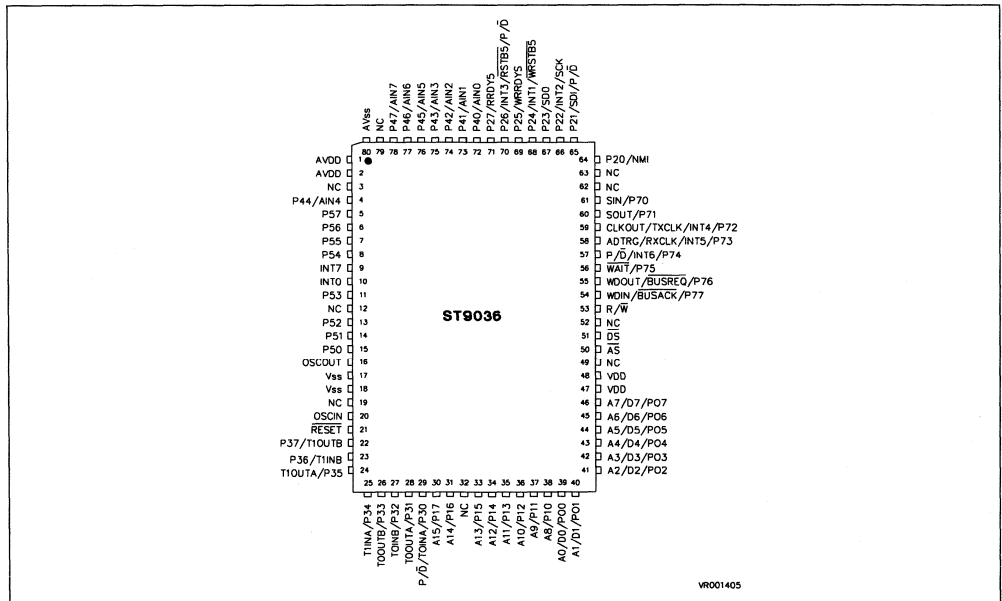 AVss
NC
P47/AIN7
P46/AIN6
P45/AIN5
P43/AIN3
P42/AIN2
P41/AIN1
P40/AIN0
P27/RRDY5
P26/INT3/RSTB5/P/D
P25/WRRDY5
P24/INT1/WRSTB5
P23/SDO
P22/INT2/SCK
P21/SDI/P/D
80 79 78 77 76 75 74 73 72 71 70 69 68 67 66 65
AVDD 1
AVDD 2
NC 3
P44/AIN4 4
P57 5
P56 6
P55 7
P54 8
INT7 9
INT0 10
P53 11
NC 12
P52 13
P51 14
P50 15
OSCOUT 16
Vss 17
Vss 18
NC 19
OSCIN 20
RESET 21
P37/T1OUTB 22
P36/T1INB 23
T1OUTA/P35 24
ST9036
64 P20/NMI
63 NC
62 NC
61 SIN/P70
60 SOUT/P71
59 CLKOUT/TXCLK/INT4/P72
58 ADTRG/RXCLK/INT5/P73
57 P/D/INT6/P74
56 WAIT/P75
55 WDOUT/BUSREQ/P76
54 WDIN/BUSACK/P77
53 R/W
52 NC
51 DS
50 AS
49 NC
48 VDD
47 VDD
46 A7/D7/P07
45 A6/D6/P06
44 A5/D5/P05
43 A4/D4/P04
42 A3/D3/P03
41 A2/D2/P02
25 26 27 28 29 30 31 32 33 34 35 36 37 38 39 40
T1INA/P34
T0OUTB/P33
T0INB/P32
T0OUTA/P31
P/D/T0INA/P30
A15/P17
A14/P16
NC
A13/P15
A12/P14
A11/P13
A10/P12
A9/P11
A8/P10
A0/D0/P00
A1/D1/P01
VR001405